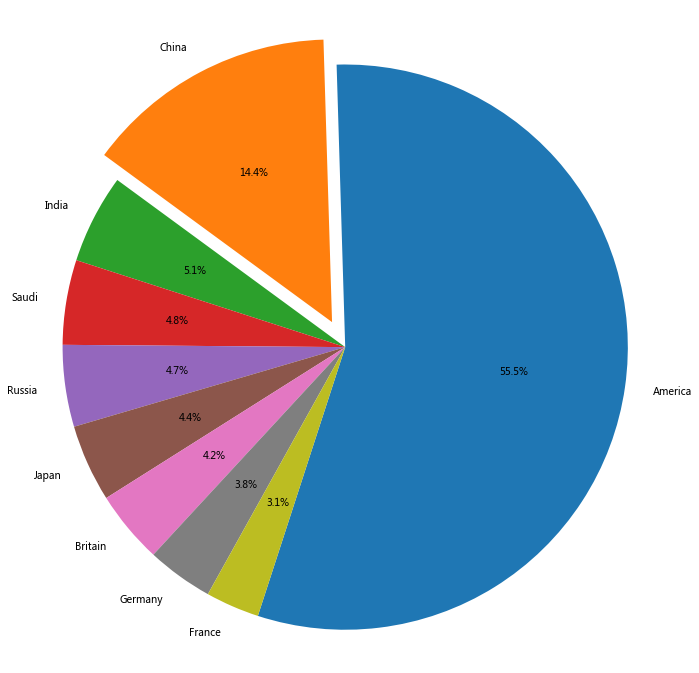 China
14.4%
India
5.1%
Saudi
4.8%
Russia
4.7%
Japan
4.4%
Britain
4.2%
Germany
3.8%
France
3.1%
America
55.5%